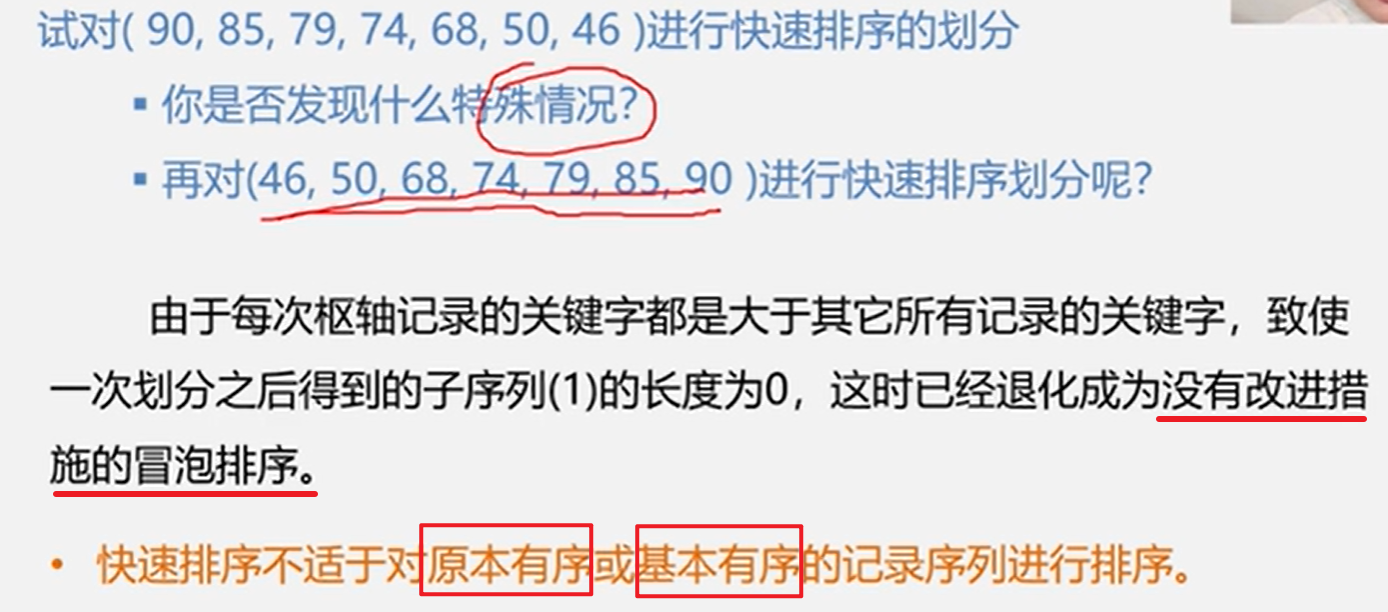 试对( 90, 85, 79, 74, 68, 50, 46 )进行快速排序的划分
▪ 你是否发现什么特殊情况?
▪ 再对(46, 50, 68, 74, 79, 85, 90 )进行快速排序划分呢?
由于每次枢轴记录的关键字都是大于其它所有记录的关键字，致使
一次划分之后得到的子序列(1)的长度为0，这时已经退化成为没有改进措
施的冒泡排序。
• 快速排序不适于对原本有序或基本有序的记录序列进行排序。